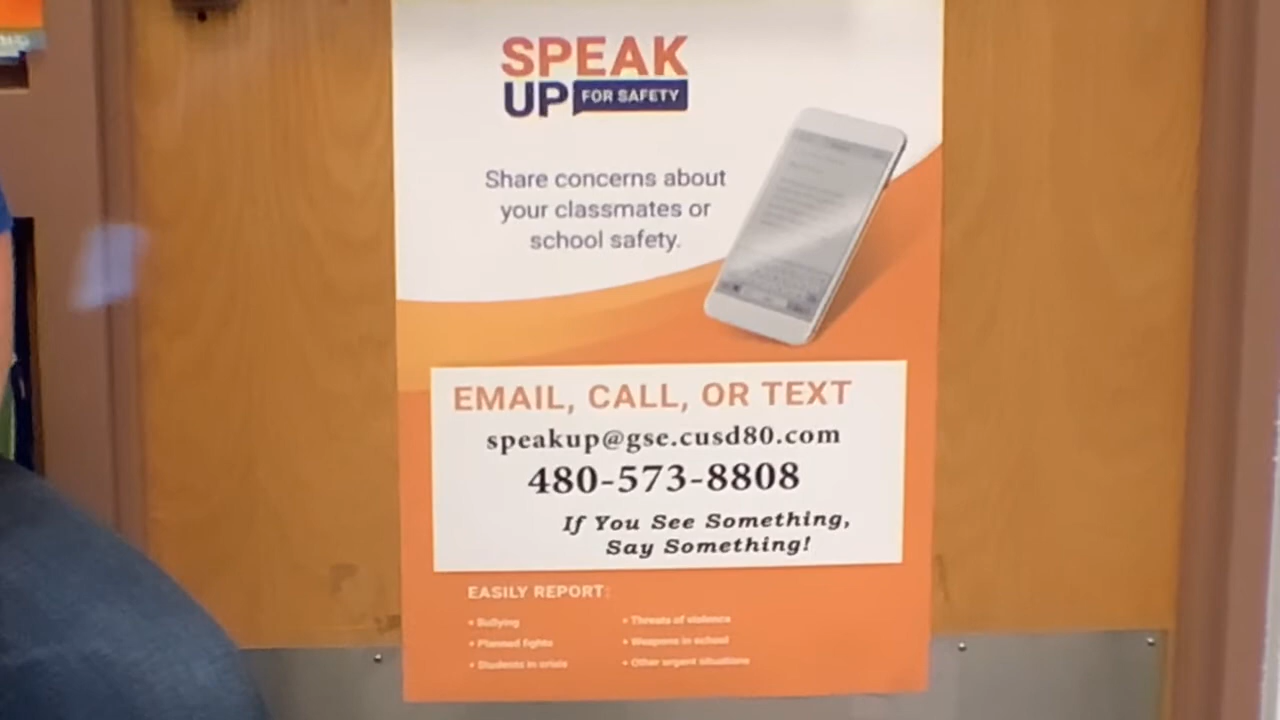 SPEAK
UP FOR SAFETY
Share concerns about
your classmates or
school safety.
EMAIL, CALL, OR TEXT
speakup@gse.cusd80.com
480-573-8808
If You See Something,
Say Something!
EASILY REPORT:
• Bullying
• Planned fights
• Students in crisis
• Threats of violence
• Weapons in school
• Other urgent situations